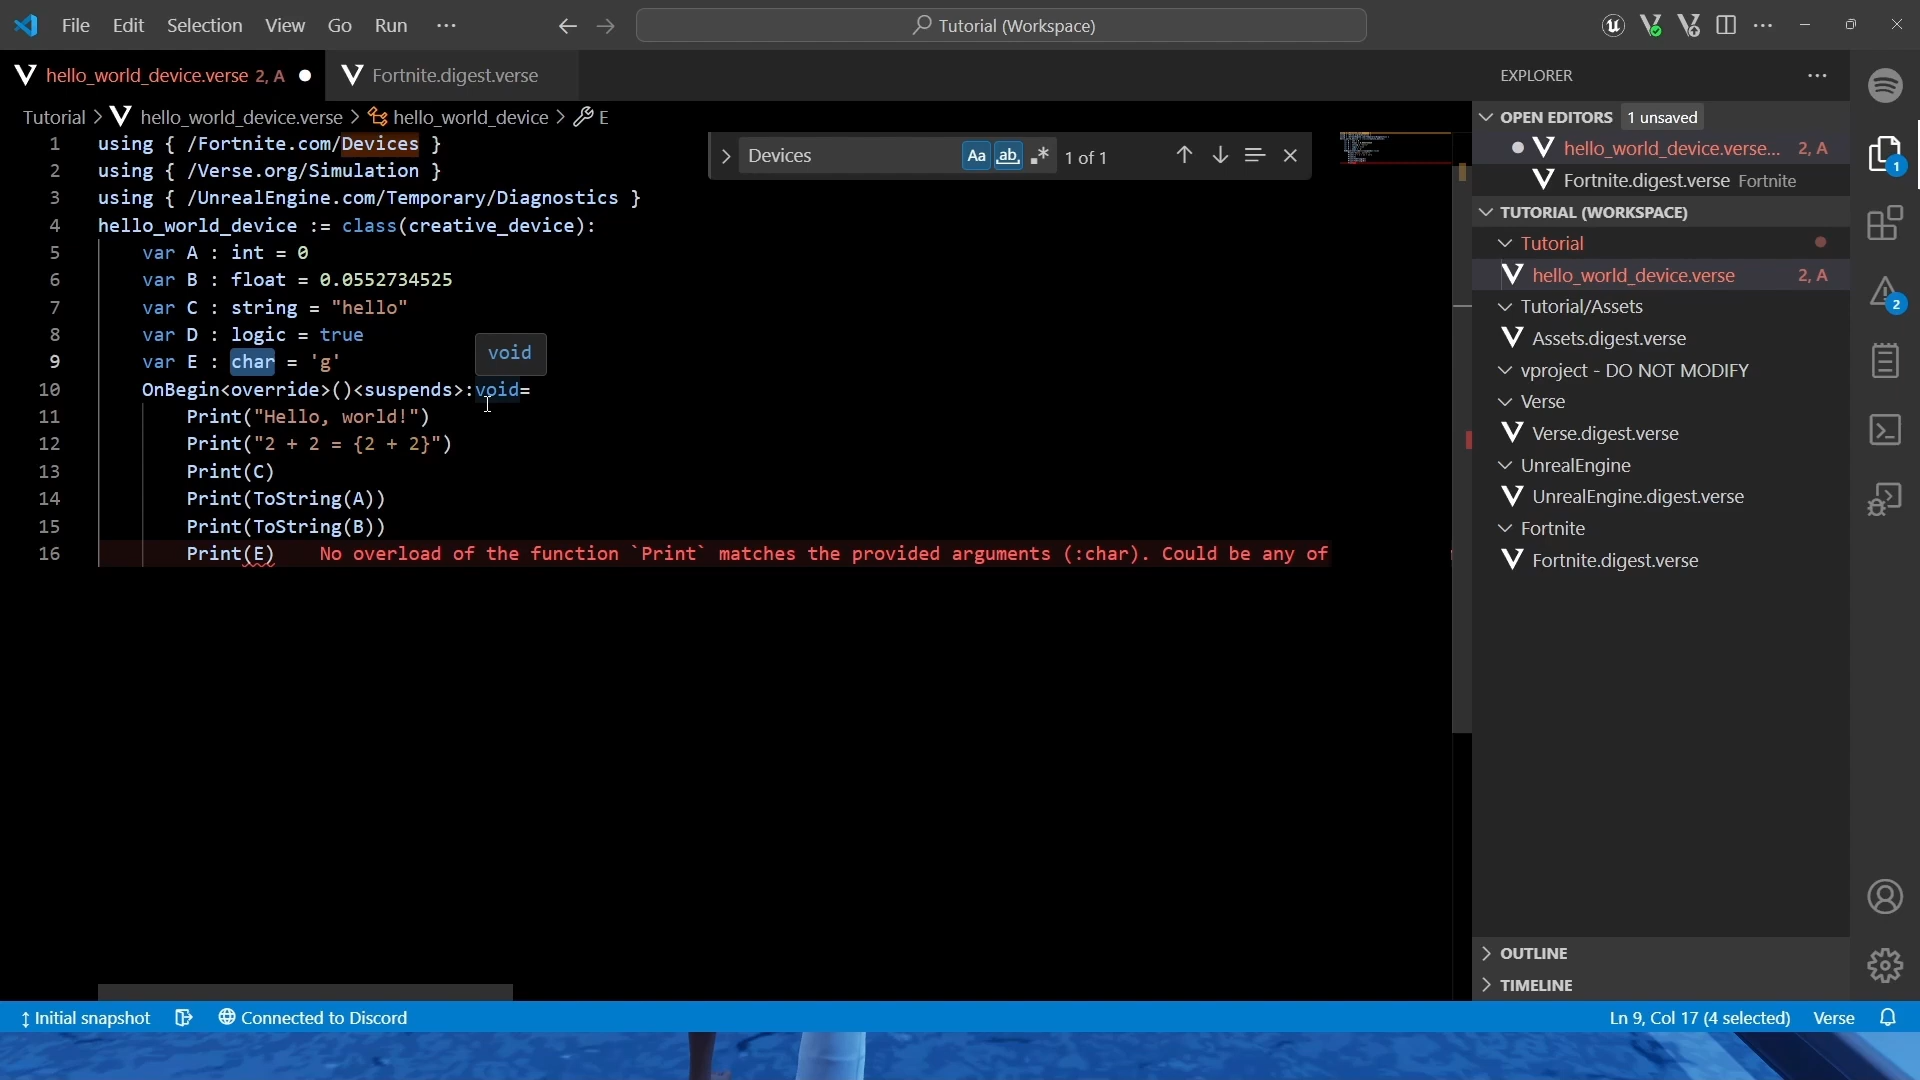 File Edit Selection View Go Run ···
Tutorial (Workspace)
hello_world_device.verse 2, A
Fortnite.digest.verse
Tutorial > hello_world_device.verse > hello_world_device > E
Devices
Aa ab 1 of 1
1 using { /Fortnite.com/Devices }
2 using { /Verse.org/Simulation }
3 using { /UnrealEngine.com/Temporary/Diagnostics }
4 hello_world_device := class(creative_device):
5 var A : int = 0
6 var B : float = 0.0552734525
7 var C : string = "hello"
8 var D : logic = true
void
9 var E : char = 'g'
10 OnBegin<override>()<suspends>:void=
11 Print("Hello, world!")
12 Print("2 + 2 = {2 + 2}")
13 Print(C)
14 Print(ToString(A))
15 Print(ToString(B))
16 Print(E) No overload of the function `Print` matches the provided arguments (:char). Could be any of
EXPLORER
OPEN EDITORS 1 unsaved
hello_world_device.verse... 2, A
Fortnite.digest.verse Fortnite
TUTORIAL (WORKSPACE)
Tutorial
hello_world_device.verse 2, A
Tutorial/Assets
Assets.digest.verse
vproject - DO NOT MODIFY
Verse
Verse.digest.verse
UnrealEngine
UnrealEngine.digest.verse
Fortnite
Fortnite.digest.verse
OUTLINE
TIMELINE
1
2
Initial snapshot
Connected to Discord
Ln 9, Col 17 (4 selected)
Verse